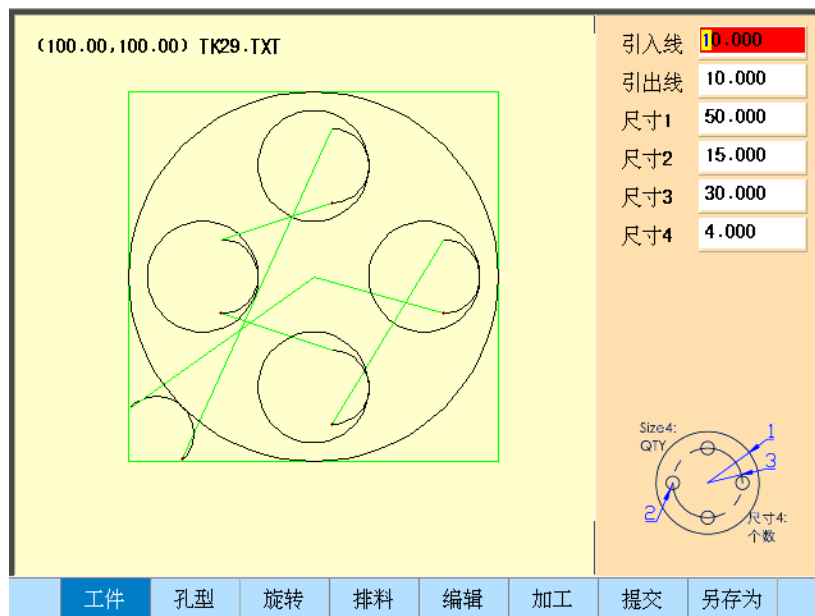 (100.00,100.00) TK29.TXT
引入线 10.000
引出线 10.000
尺寸1 50.000
尺寸2 15.000
尺寸3 30.000
尺寸4 4.000
Size4:
QTY
1
3
2
尺寸4:
个数
工件 孔型 旋转 排料 编辑 加工 提交 另存为